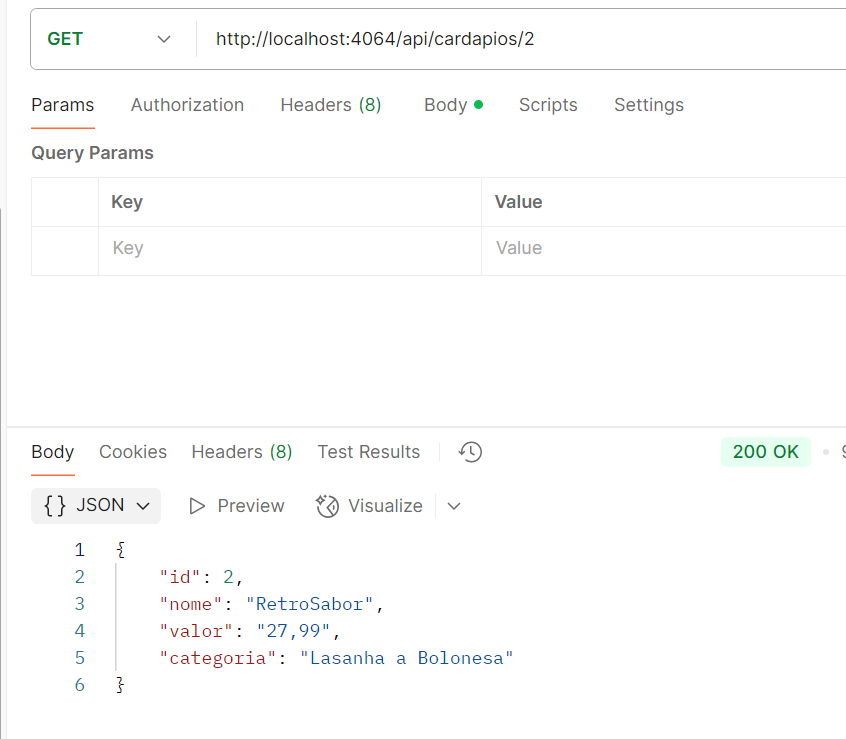 GET http://localhost:4064/api/cardapios/2
Params Authorization Headers (8) Body Scripts Settings
Query Params
Key Value
Key Value
Body Cookies Headers (8) Test Results 200 OK
{ } JSON Preview Visualize
1 {
2 "id": 2,
3 "nome": "RetroSabor",
4 "valor": "27,99",
5 "categoria": "Lasanha a Bolonesa"
6 }